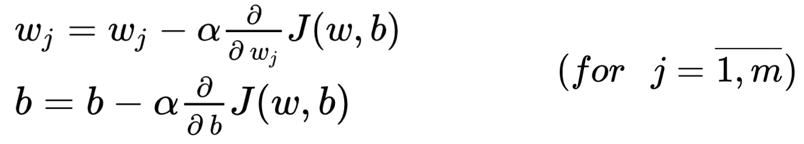 w_j = w_j − α ∂/∂w_j J(w, b)
(for j = \overline{1, m})
b = b − α ∂/∂b J(w, b)